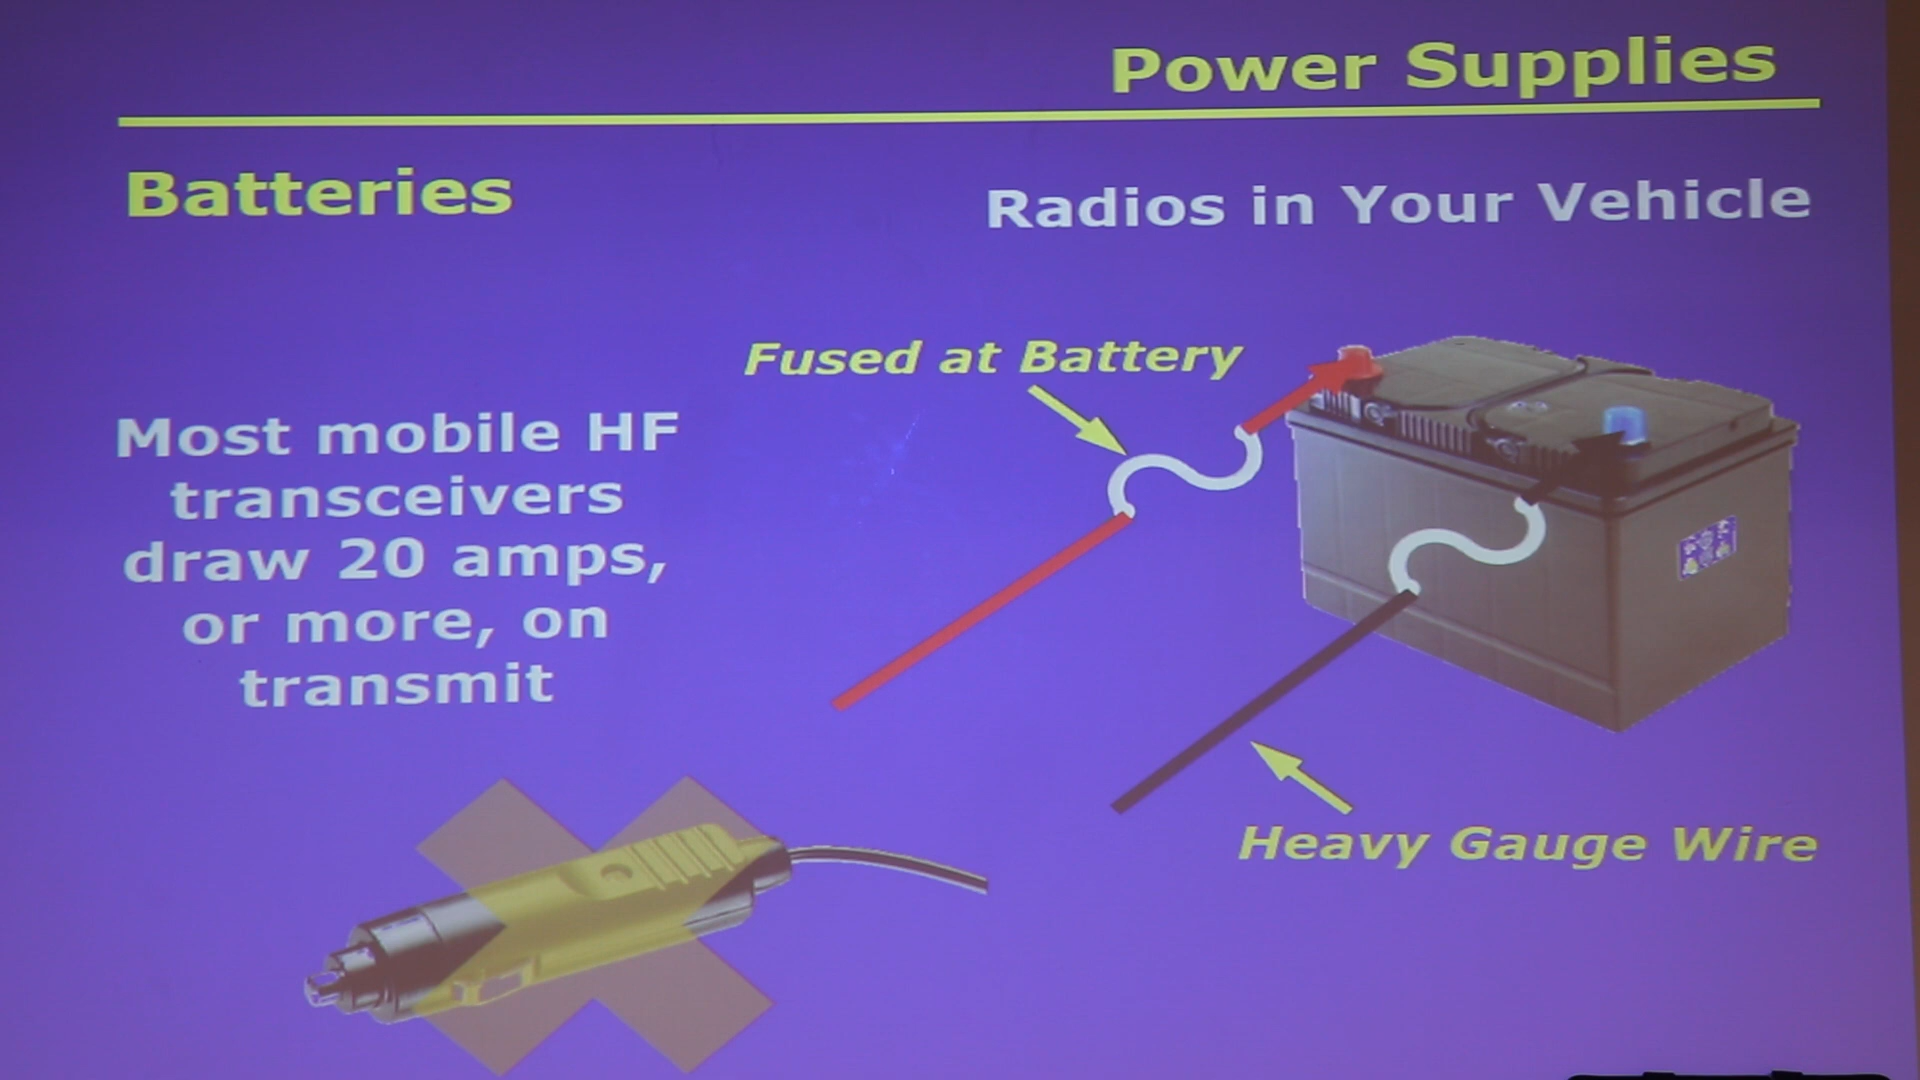 Power Supplies
Batteries
Radios in Your Vehicle
Fused at Battery
Most mobile HF
transceivers
draw 20 amps,
or more, on
transmit
Heavy Gauge Wire